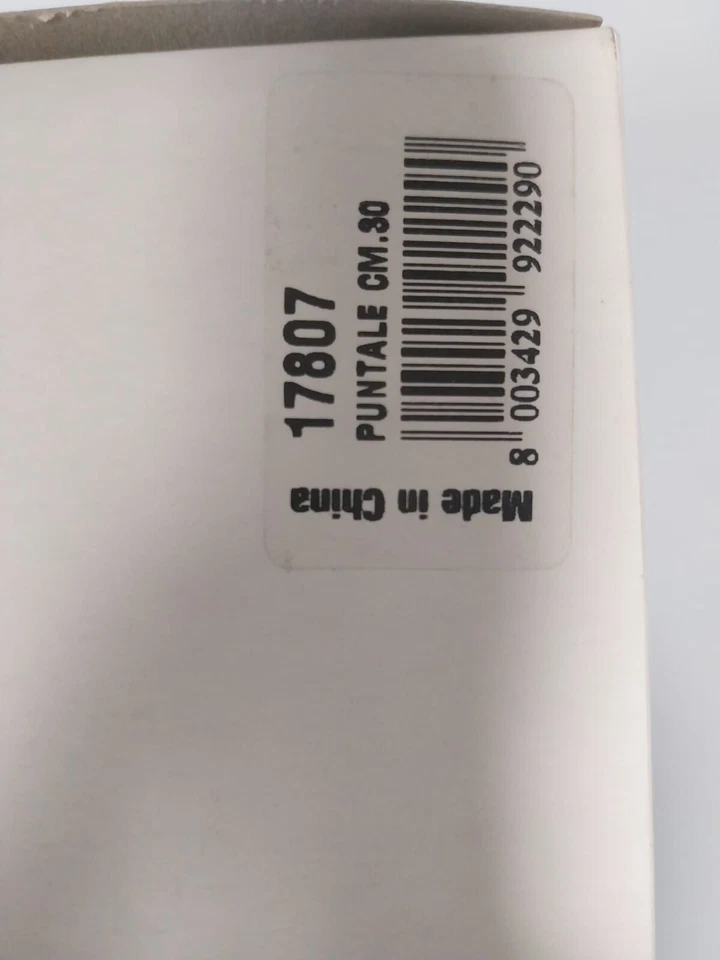 17807
PUNTALE CM.30
8 003429 922290
Made in China